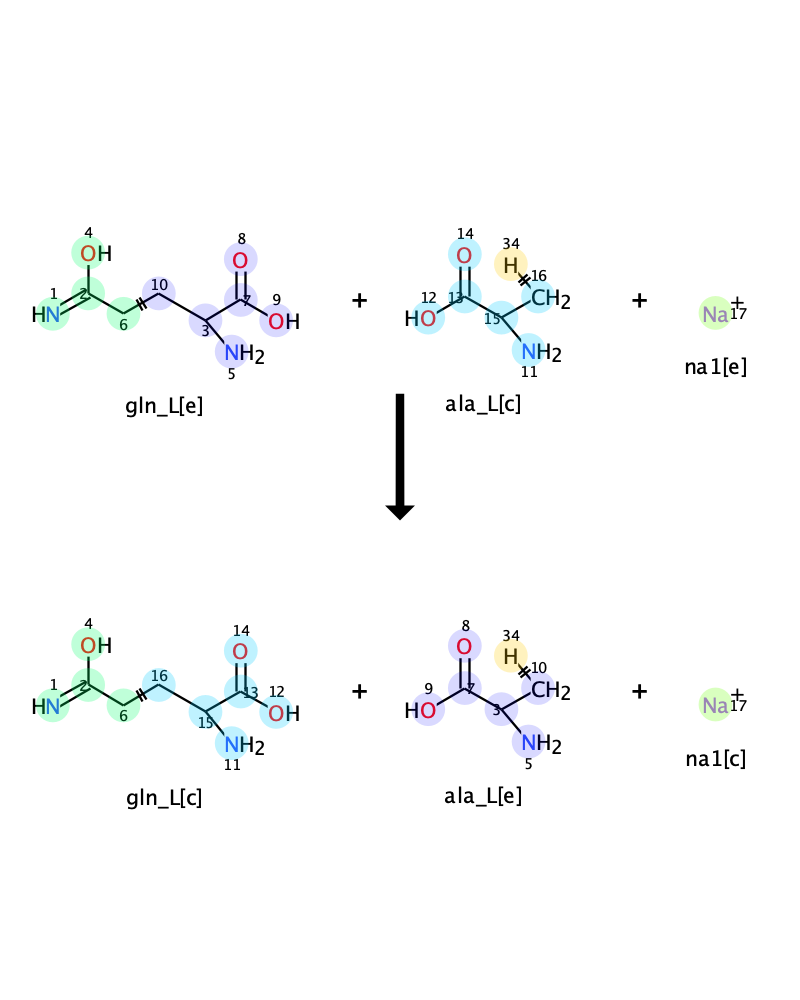 4 8 14 34
OH O O H
1 2 10 7 9 + 12 13 16 + +
HN 6 3 OH HO 15 CH2 Na 17
NH2 NH2
5 11
gln_L[e] ala_L[c] na1[e]
4 14 8 34
OH O O H
1 2 16 13 12 + 9 7 10 + +
HN 6 15 OH HO 3 CH2 Na 17
NH2 NH2
11 5
gln_L[c] ala_L[e] na1[c]